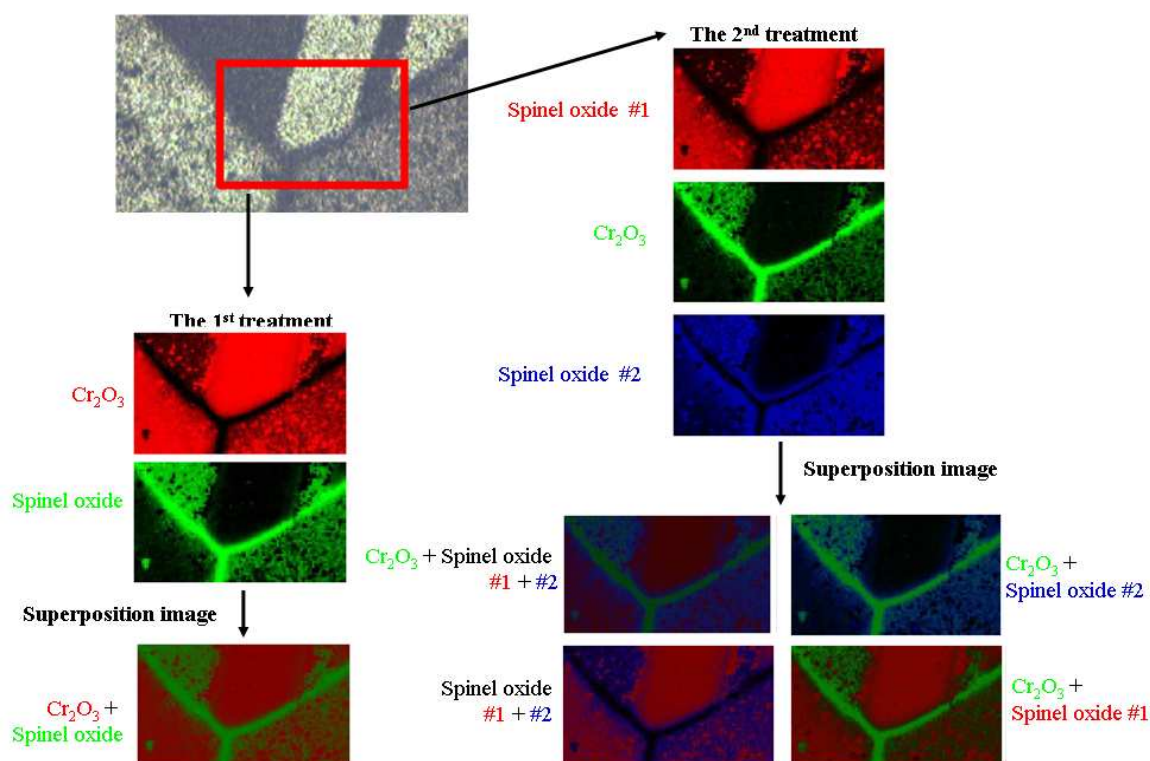 The 2nd treatment
Spinel oxide #1
Cr2O3
Spinel oxide #2
Superposition image
Cr2O3 + Spinel oxide
#1 + #2
Cr2O3 +
Spinel oxide #2
Spinel oxide
#1 + #2
Cr2O3 +
Spinel oxide #1
The 1st treatment
Cr2O3
Spinel oxide
Superposition image
Cr2O3 +
Spinel oxide